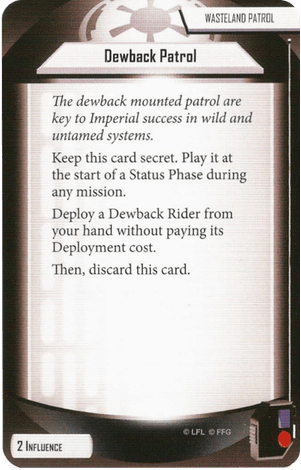 WASTELAND PATROL
Dewback Patrol
The dewback mounted patrol are
key to Imperial success in wild and
untamed systems.
Keep this card secret. Play it at
the start of a Status Phase during
any mission.
Deploy a Dewback Rider from
your hand without paying its
Deployment cost.
Then, discard this card.
© LFL © FFG
2 INFLUENCE